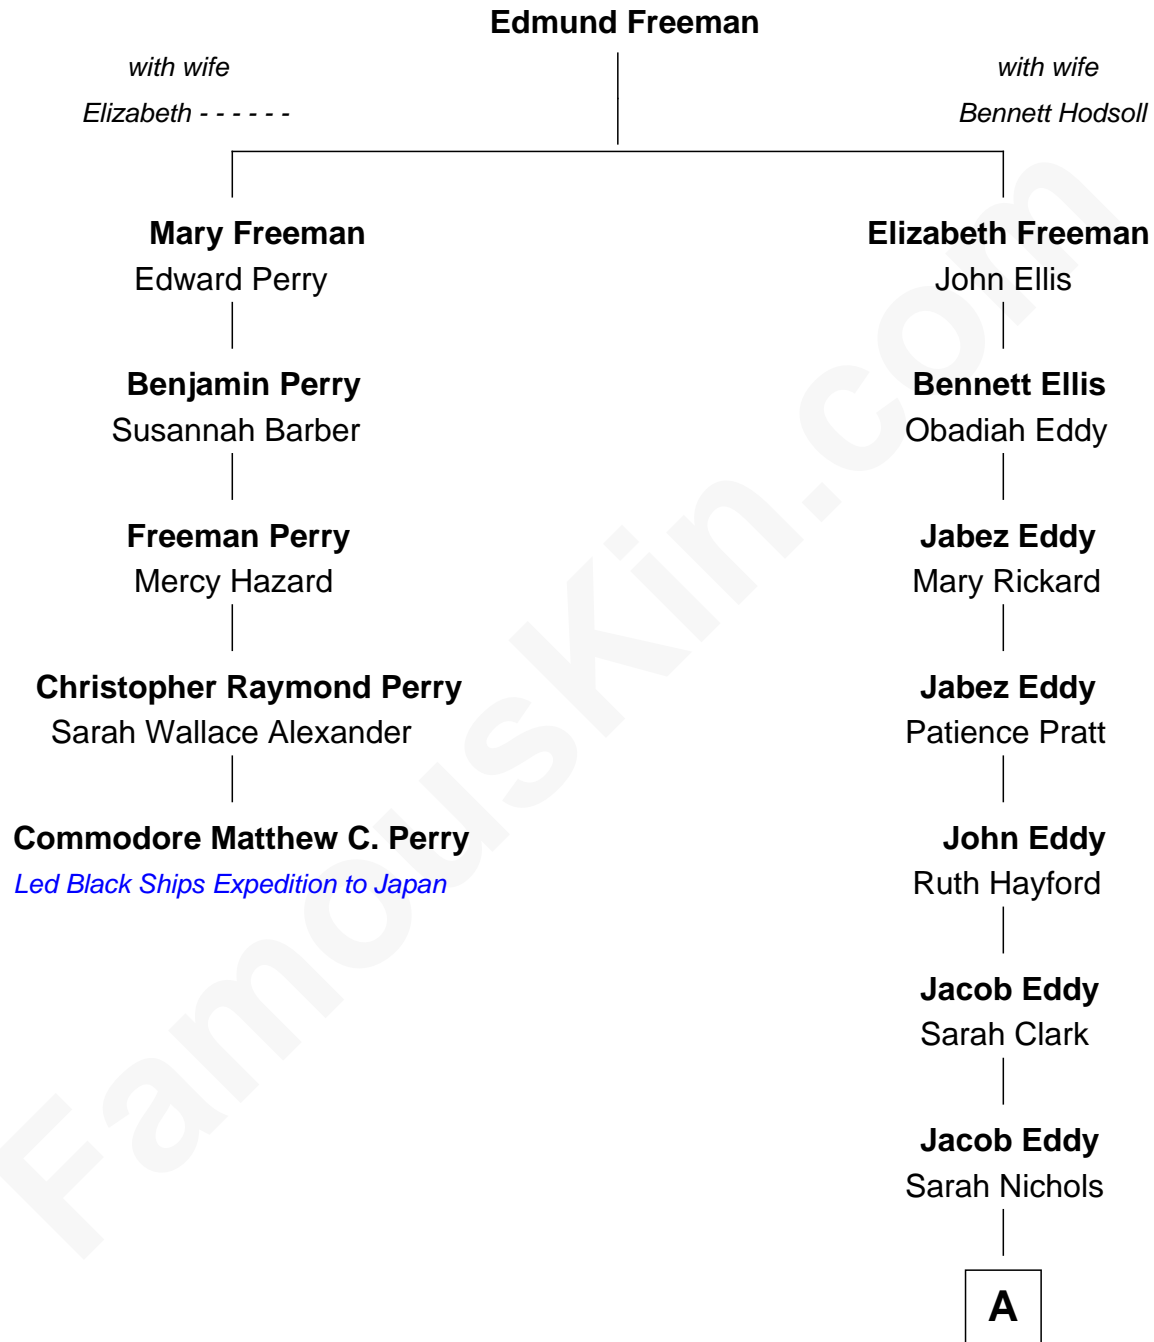 Edmund Freeman
with wife
Elizabeth - - - - - -
with wife
Bennett Hodsoll
Mary Freeman
Edward Perry
Benjamin Perry
Susannah Barber
Freeman Perry
Mercy Hazard
Christopher Raymond Perry
Sarah Wallace Alexander
Commodore Matthew C. Perry
Led Black Ships Expedition to Japan
Elizabeth Freeman
John Ellis
Bennett Ellis
Obadiah Eddy
Jabez Eddy
Mary Rickard
Jabez Eddy
Patience Pratt
John Eddy
Ruth Hayford
Jacob Eddy
Sarah Clark
Jacob Eddy
Sarah Nichols
A
FamousKin.com